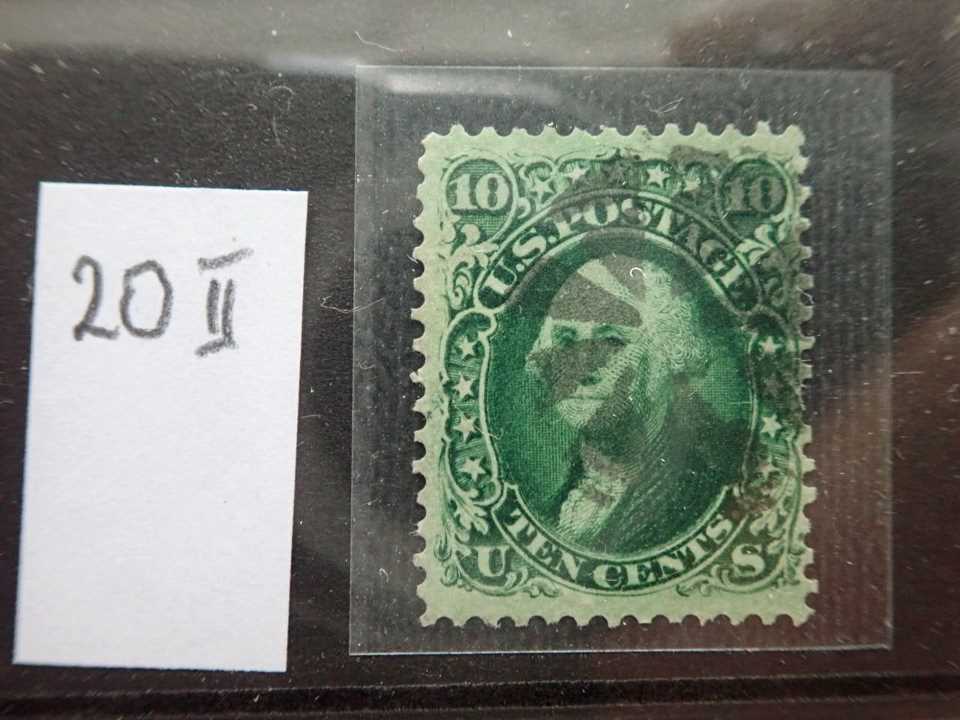 20 II
10 10
U.S. POSTAGE
TEN CENTS
U. S.